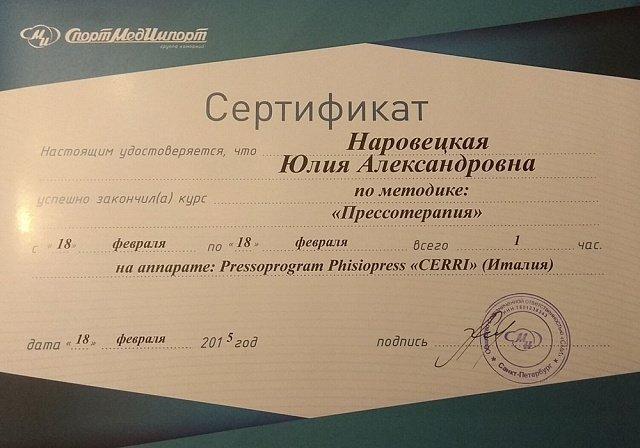 СпортМедИмпорт
группа компаний
Сертификат
Настоящим удостоверяется, что Наровецкая
Юлия Александровна
успешно закончил(а) курс по методике:
«Прессотерапия»
с «18» февраля по «18» февраля всего 1 час.
на аппарате: Pressoprogram Phisiopress «CERRI» (Италия)
дата «18» февраля 2015 год подпись
Санкт-Петербург